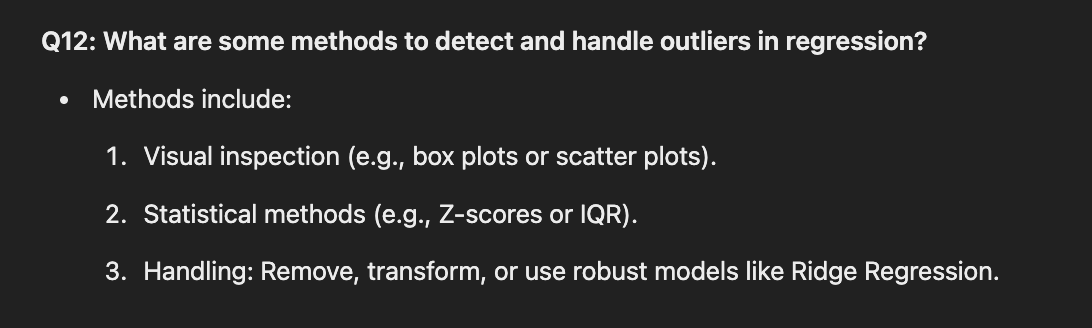 Q12: What are some methods to detect and handle outliers in regression?
• Methods include:
1. Visual inspection (e.g., box plots or scatter plots).
2. Statistical methods (e.g., Z-scores or IQR).
3. Handling: Remove, transform, or use robust models like Ridge Regression.